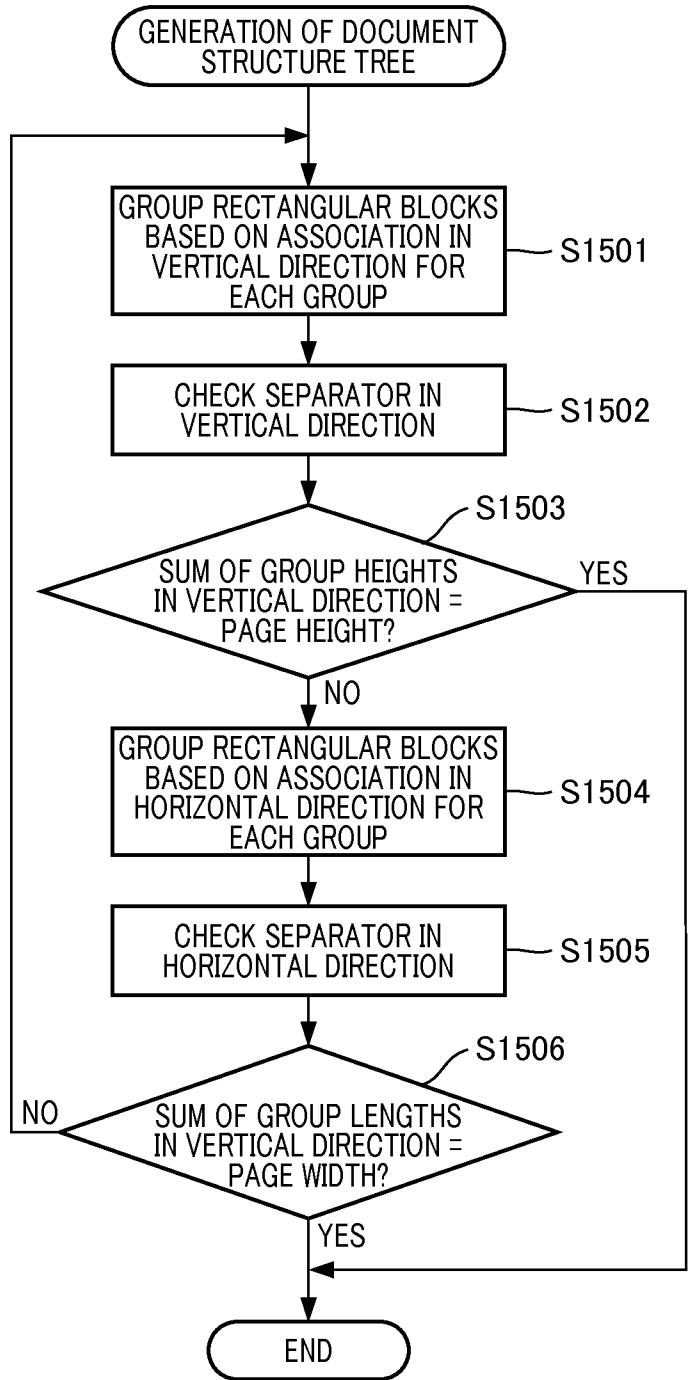 GENERATION OF DOCUMENT
STRUCTURE TREE
GROUP RECTANGULAR BLOCKS
BASED ON ASSOCIATION IN
VERTICAL DIRECTION FOR
EACH GROUP
S1501
CHECK SEPARATOR IN
VERTICAL DIRECTION
S1502
S1503
SUM OF GROUP HEIGHTS
IN VERTICAL DIRECTION =
PAGE HEIGHT?
YES
NO
GROUP RECTANGULAR BLOCKS
BASED ON ASSOCIATION IN
HORIZONTAL DIRECTION FOR
EACH GROUP
S1504
CHECK SEPARATOR IN
HORIZONTAL DIRECTION
S1505
S1506
NO
SUM OF GROUP LENGTHS
IN VERTICAL DIRECTION =
PAGE WIDTH?
YES
END